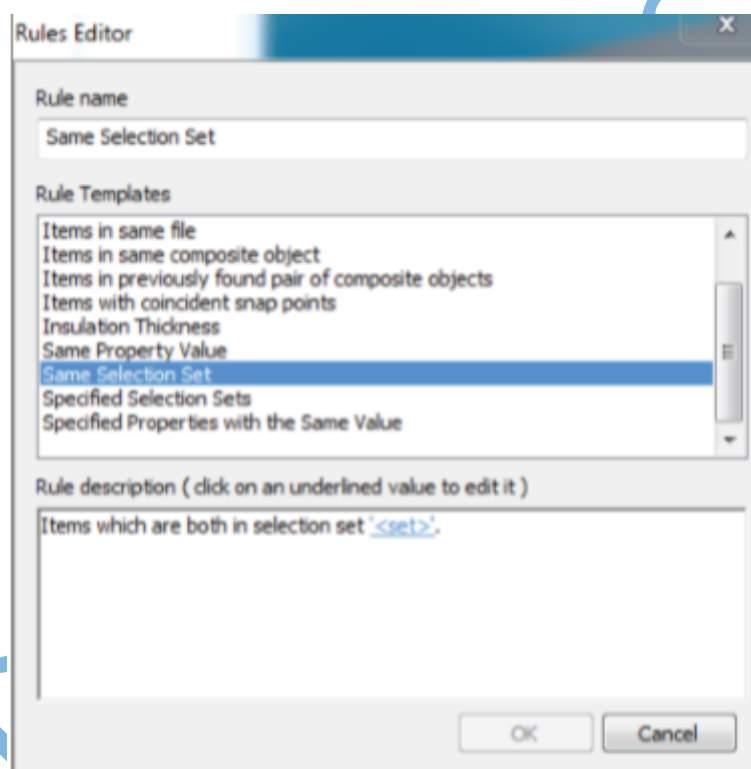 Rules Editor
x
Rule name
Same Selection Set
Rule Templates
Items in same file
Items in same composite object
Items in previously found pair of composite objects
Items with coincident snap points
Insulation Thickness
Same Property Value
Same Selection Set
Specified Selection Sets
Specified Properties with the Same Value
Rule description ( click on an underlined value to edit it )
Items which are both in selection set '<set>'.
OK Cancel